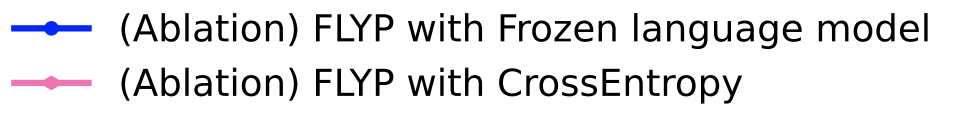 (Ablation) FLYP with Frozen language model
(Ablation) FLYP with CrossEntropy